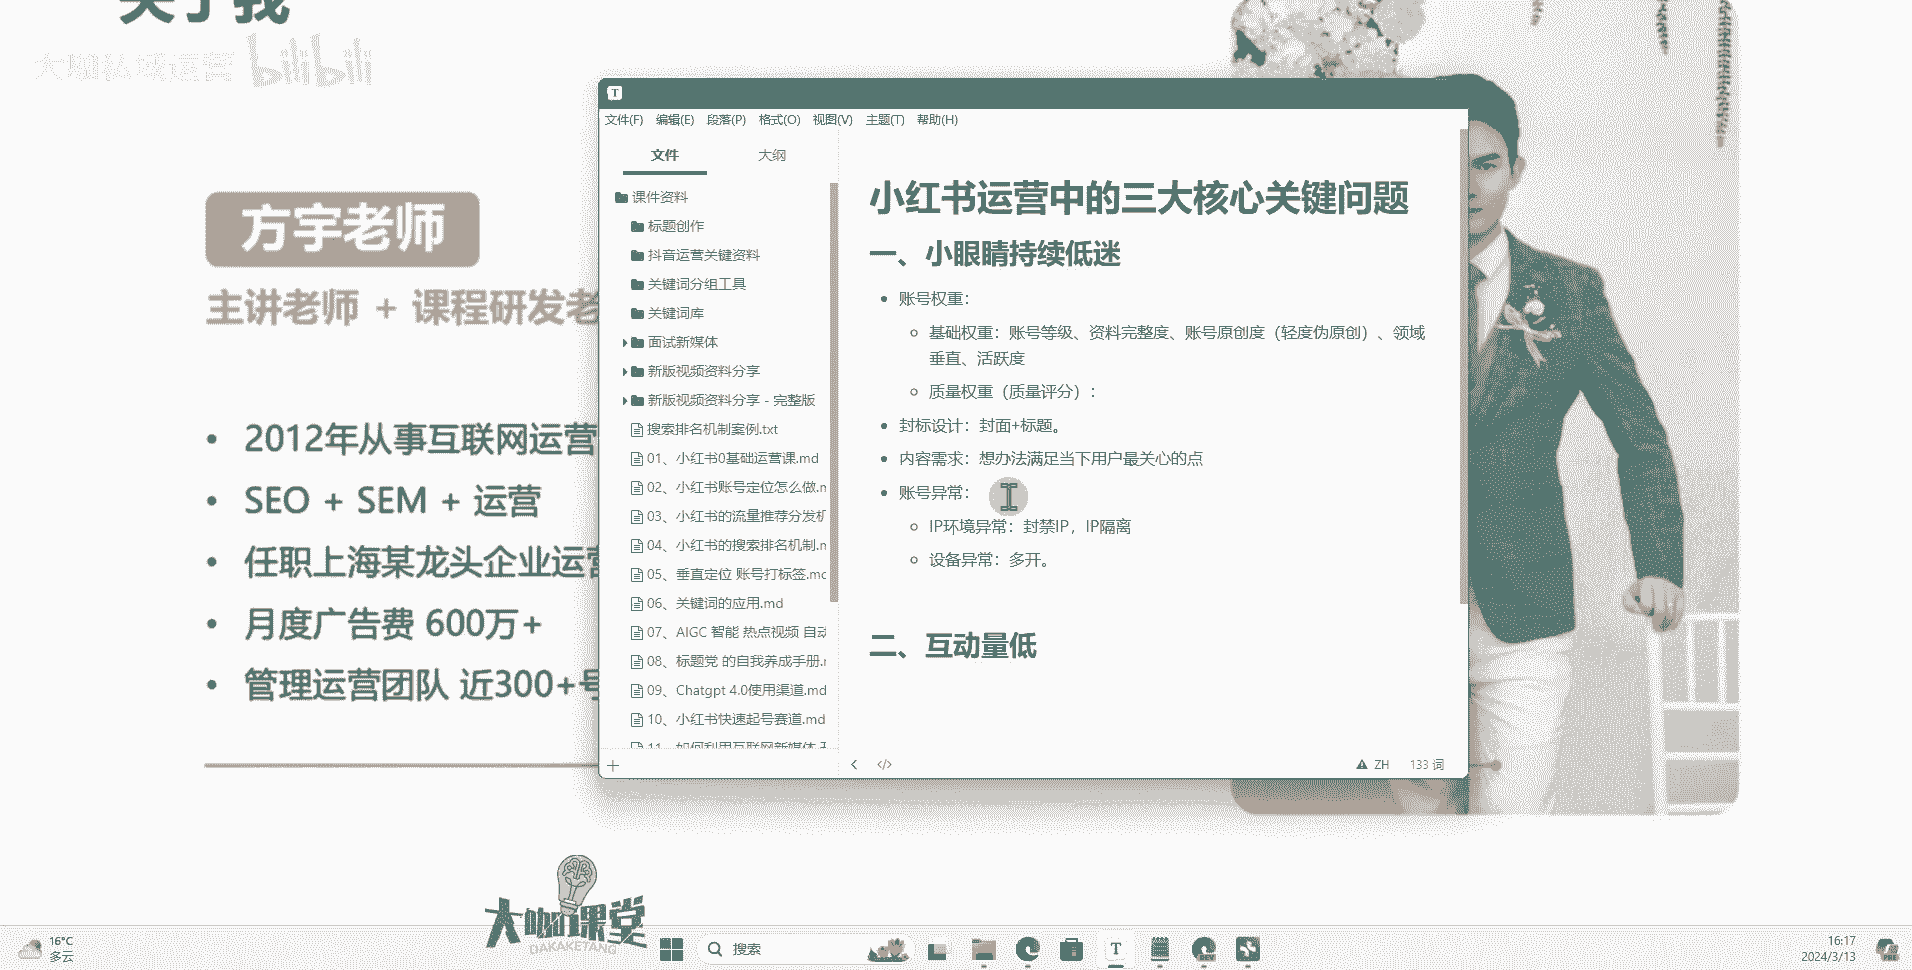 关于我
大咖私域运营 bilibili
方宇老师
主讲老师 + 课程研发老
2012年从事互联网运营
SEO + SEM + 运营
任职上海某龙头企业运营
月度广告费 600万+
管理运营团队 近300+号
T
文件(F) 编辑(E) 段落(P) 格式(O) 视图(V) 主题(T) 帮助(H)
文件 大纲
课件资料
标题创作
抖音运营关键资料
关键词分组工具
关键词库
面试新媒体
新版视频资料分享
新版视频资料分享 - 完整版
搜索排名机制案例.txt
01、小红书0基础运营课.md
02、小红书账号定位怎么做.m
03、小红书的流量推荐分发机
04、小红书的搜索排名机制.m
05、垂直定位 账号打标签.mc
06、关键词的应用.md
07、AIGC 智能 热点视频 自动
08、标题党 的自我养成手册.r
09、Chatgpt 4.0使用渠道.md
10、小红书快速起号赛道.md
11、如何利用互联网新媒体
小红书运营中的三大核心关键问题
一、小眼睛持续低迷
账号权重：
基础权重：账号等级、资料完整度、账号原创度（轻度伪原创）、领域
垂直、活跃度
质量权重（质量评分）：
封标设计：封面+标题。
内容需求：想办法满足当下用户最关心的点
账号异常：
IP环境异常：封禁IP，IP隔离
设备异常：多开。
二、互动量低
ZH 133 词
大咖课堂
DAKAKETANG
16°C
多云
搜索
T
DEV
16:17
2024/3/13
PRE